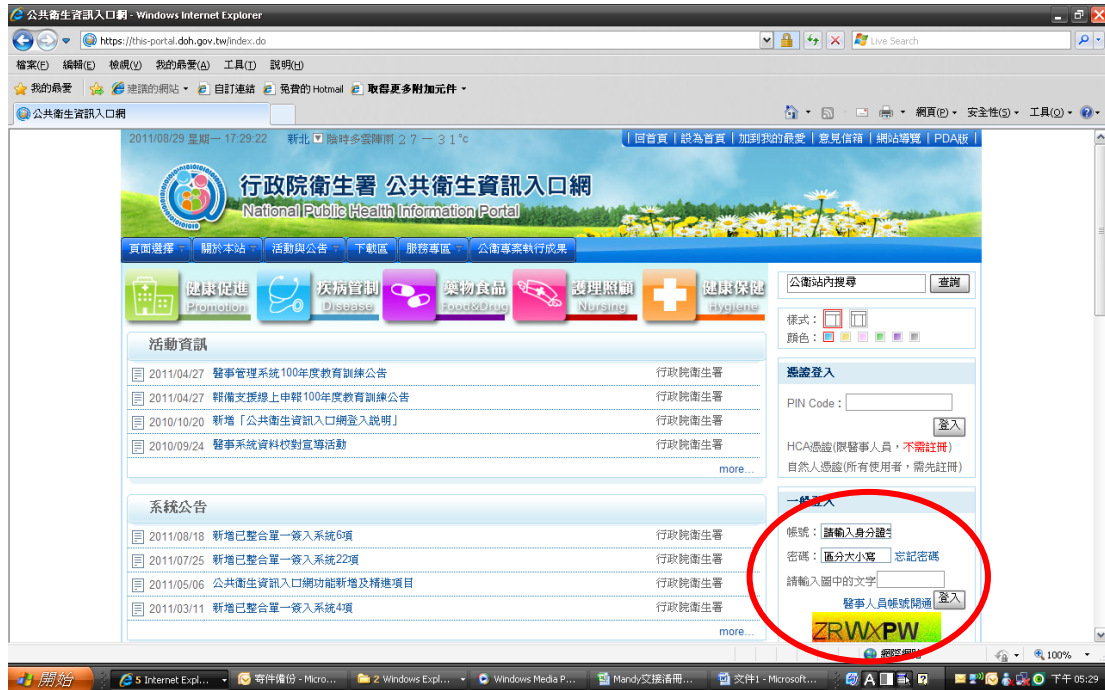 公共衛生資訊入口網 - Windows Internet Explorer
https://this-portal.doh.gov.tw/index.do
Live Search
檔案(F) 編輯(E) 檢視(V) 我的最愛(A) 工具(T) 說明(H)
我的最愛 建議的網站 自訂連結 免費的 Hotmail 取得更多附加元件
公共衛生資訊入口網
網頁(P) 安全性(S) 工具(O)
2011/08/29 星期一 17:29:22 新北 陰時多雲陣雨 27 — 31°c
| 回首頁 | 設為首頁 | 加到我的最愛 | 意見信箱 | 網站導覽 | PDA版 |
行政院衛生署 公共衛生資訊入口網
National Public Health Information Portal
頁面選擇 關於本站 活動與公告 下載區 服務專區 公衛專案執行成果
健康促進 疾病管制 藥物食品 護理照顧 健康保健
Promotion Disease Food&Drug Nursing Hygiene
公衛站內搜尋 查詢
樣式：
顏色：
活動資訊
2011/04/27 醫事管理系統100年度教育訓練公告 行政院衛生署
2011/04/27 報備支援線上申報100年度教育訓練公告 行政院衛生署
2010/10/20 新增「公共衛生資訊入口網登入說明」 行政院衛生署
2010/09/24 醫事系統資料校對宣導活動 行政院衛生署
more...
憑證登入
PIN Code：
登入
HCA憑證(限醫事人員，不需註冊)
自然人憑證(所有使用者，需先註冊)
系統公告
2011/08/18 新增已整合單一簽入系統6項 行政院衛生署
2011/07/25 新增已整合單一簽入系統22項 行政院衛生署
2011/05/06 公共衛生資訊入口網功能新增及精進項目 行政院衛生署
2011/03/11 新增已整合單一簽入系統4項 行政院衛生署
more...
一般登入
帳號：請輸入身分證
密碼：區分大小寫 忘記密碼
請輸入圖中的文字
醫事人員帳號開通 登入
ZRWXPW
網際網路
100%
開始
5 Internet Expl...
寄件備份 - Micro...
2 Windows Expl...
Windows Media P...
Mandy交接清冊...
文件1 - Microsoft...
下午 05:29